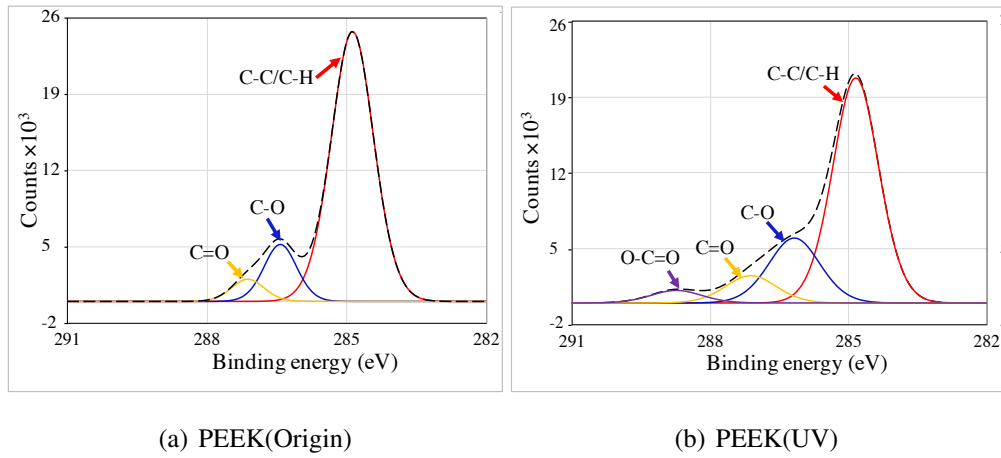 26
19
12
5
-2
Counts ×10³
C-C/C-H
C-O
C=O
291
288
285
282
Binding energy (eV)
(a) PEEK(Origin)
26
19
12
5
-2
Counts ×10³
C-C/C-H
C-O
C=O
O-C=O
291
288
285
282
Binding energy (eV)
(b) PEEK(UV)